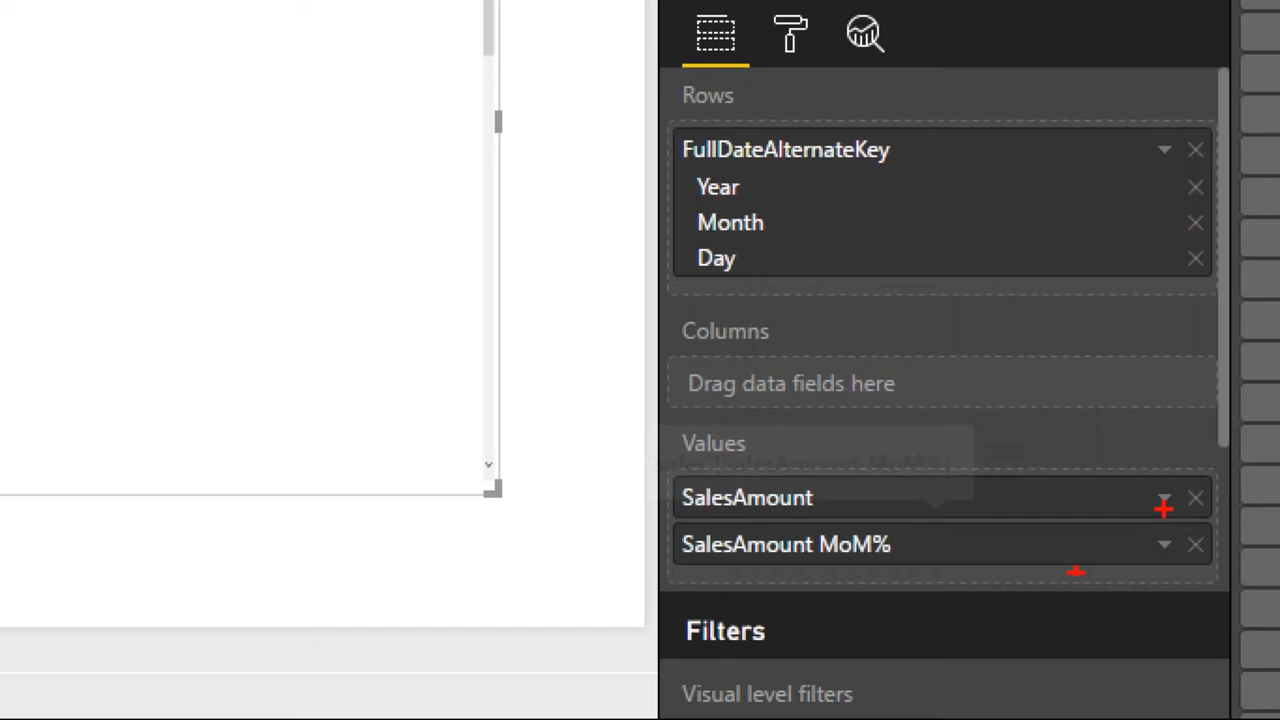 Rows
FullDateAlternateKey
Year
Month
Day
Columns
Drag data fields here
Values
SalesAmount
SalesAmount MoM%
Filters
Visual level filters